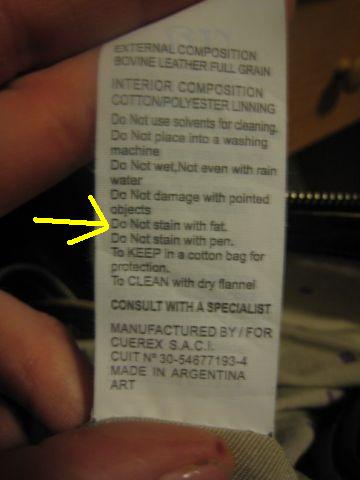 EXTERNAL COMPOSITION
BOVINE LEATHER FULL GRAIN
INTERIOR COMPOSITION
COTTON/POLYESTER LINNING
Do Not use solvents for cleaning.
Do Not place into a washing
machine
Do Not wet,Not even with rain
water
Do Not damage with pointed
objects
Do Not stain with fat.
Do Not stain with pen.
To KEEP in a cotton bag for
protection.
To CLEAN with dry flannel
CONSULT WITH A SPECIALIST
MANUFACTURED BY / FOR
CUEREX S.A.C.I.
CUIT Nº 30-54677193-4
MADE IN ARGENTINA
ART